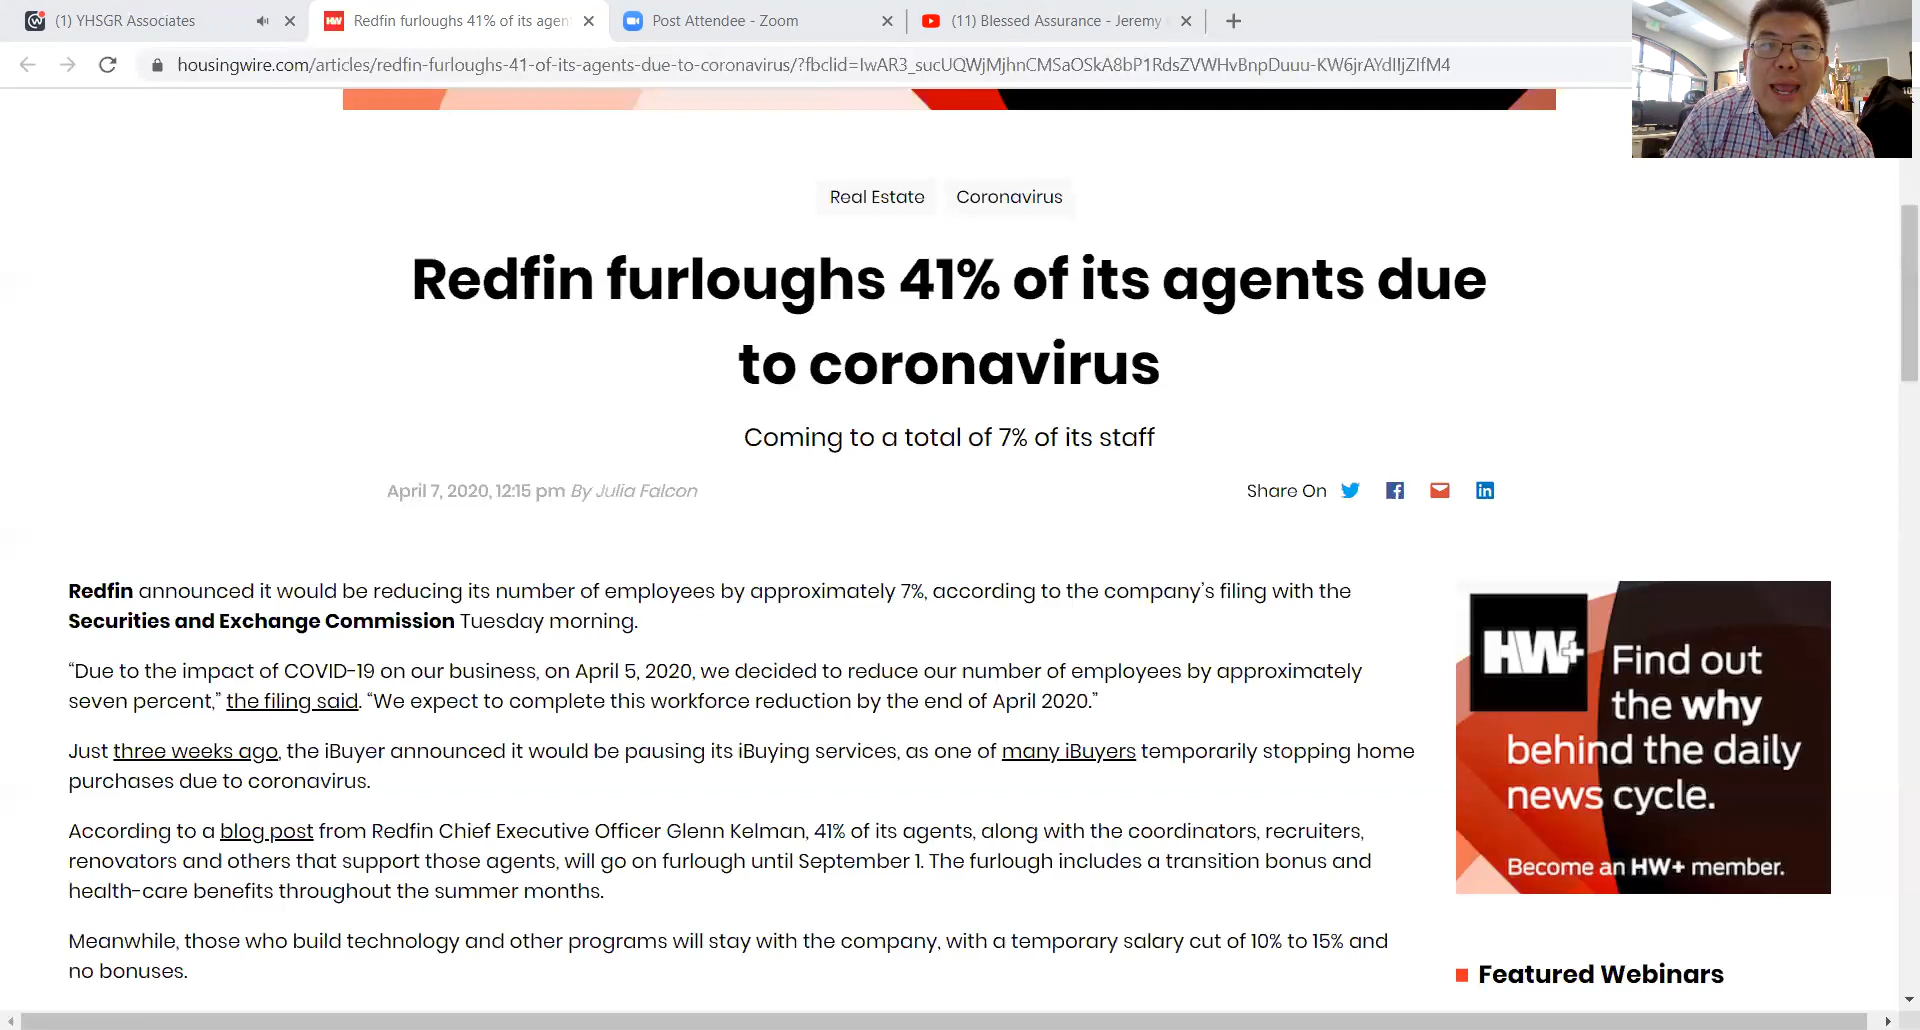 (1) YHSGR Associates
Redfin furloughs 41% of its agen
Post Attendee - Zoom
(11) Blessed Assurance - Jeremy
housingwire.com/articles/redfin-furloughs-41-of-its-agents-due-to-coronavirus/?fbclid=IwAR3_sucUQWjMjhnCMSaOSkA8bP1RdsZVWHvBnpDuuu-KW6jrAYdIIjZIfM4
Real Estate
Coronavirus
Redfin furloughs 41% of its agents due
to coronavirus
Coming to a total of 7% of its staff
April 7, 2020, 12:15 pm By Julia Falcon
Share On
Redfin announced it would be reducing its number of employees by approximately 7%, according to the company’s filing with the
Securities and Exchange Commission Tuesday morning.
“Due to the impact of COVID-19 on our business, on April 5, 2020, we decided to reduce our number of employees by approximately
seven percent,” the filing said. “We expect to complete this workforce reduction by the end of April 2020.”
Just three weeks ago, the iBuyer announced it would be pausing its iBuying services, as one of many iBuyers temporarily stopping home
purchases due to coronavirus.
According to a blog post from Redfin Chief Executive Officer Glenn Kelman, 41% of its agents, along with the coordinators, recruiters,
renovators and others that support those agents, will go on furlough until September 1. The furlough includes a transition bonus and
health-care benefits throughout the summer months.
Meanwhile, those who build technology and other programs will stay with the company, with a temporary salary cut of 10% to 15% and
no bonuses.
HW+
Find out
the why
behind the daily
news cycle.
Become an HW+ member.
Featured Webinars